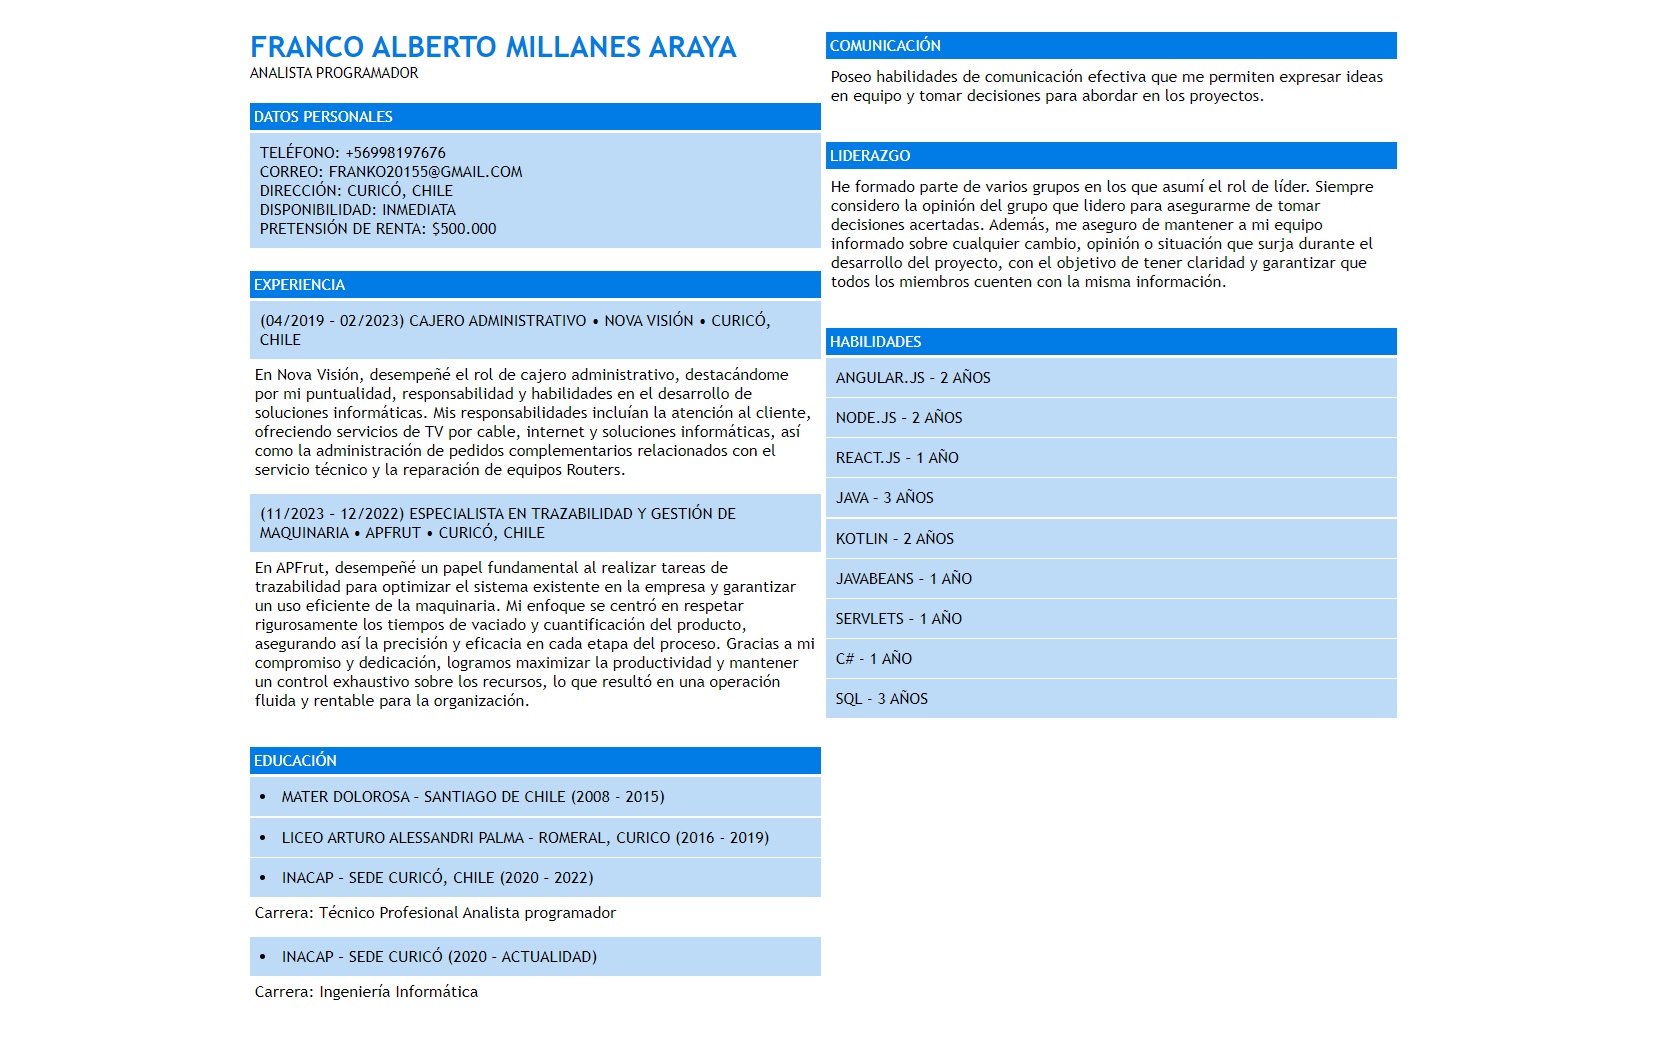 FRANCO ALBERTO MILLANES ARAYA
ANALISTA PROGRAMADOR
DATOS PERSONALES
TELÉFONO: +56998197676
CORREO: FRANKO20155@GMAIL.COM
DIRECCIÓN: CURICÓ, CHILE
DISPONIBILIDAD: INMEDIATA
PRETENSIÓN DE RENTA: $500.000
EXPERIENCIA
(04/2019 – 02/2023) CAJERO ADMINISTRATIVO • NOVA VISIÓN • CURICÓ,
CHILE
En Nova Visión, desempeñé el rol de cajero administrativo, destacándome
por mi puntualidad, responsabilidad y habilidades en el desarrollo de
soluciones informáticas. Mis responsabilidades incluían la atención al cliente,
ofreciendo servicios de TV por cable, internet y soluciones informáticas, así
como la administración de pedidos complementarios relacionados con el
servicio técnico y la reparación de equipos Routers.
(11/2023 – 12/2022) ESPECIALISTA EN TRAZABILIDAD Y GESTIÓN DE
MAQUINARIA • APFRUT • CURICÓ, CHILE
En APFrut, desempeñé un papel fundamental al realizar tareas de
trazabilidad para optimizar el sistema existente en la empresa y garantizar
un uso eficiente de la maquinaria. Mi enfoque se centró en respetar
rigurosamente los tiempos de vaciado y cuantificación del producto,
asegurando así la precisión y eficacia en cada etapa del proceso. Gracias a mi
compromiso y dedicación, logramos maximizar la productividad y mantener
un control exhaustivo sobre los recursos, lo que resultó en una operación
fluida y rentable para la organización.
EDUCACIÓN
• MATER DOLOROSA – SANTIAGO DE CHILE (2008 - 2015)
• LICEO ARTURO ALESSANDRI PALMA – ROMERAL, CURICO (2016 - 2019)
• INACAP – SEDE CURICÓ, CHILE (2020 – 2022)
Carrera: Técnico Profesional Analista programador
• INACAP – SEDE CURICÓ (2020 – ACTUALIDAD)
Carrera: Ingeniería Informática
COMUNICACIÓN
Poseo habilidades de comunicación efectiva que me permiten expresar ideas
en equipo y tomar decisiones para abordar en los proyectos.
LIDERAZGO
He formado parte de varios grupos en los que asumí el rol de líder. Siempre
considero la opinión del grupo que lidero para asegurarme de tomar
decisiones acertadas. Además, me aseguro de mantener a mi equipo
informado sobre cualquier cambio, opinión o situación que surja durante el
desarrollo del proyecto, con el objetivo de tener claridad y garantizar que
todos los miembros cuenten con la misma información.
HABILIDADES
ANGULAR.JS – 2 AÑOS
NODE.JS – 2 AÑOS
REACT.JS – 1 AÑO
JAVA – 3 AÑOS
KOTLIN – 2 AÑOS
JAVABEANS – 1 AÑO
SERVLETS – 1 AÑO
C# - 1 AÑO
SQL - 3 AÑOS